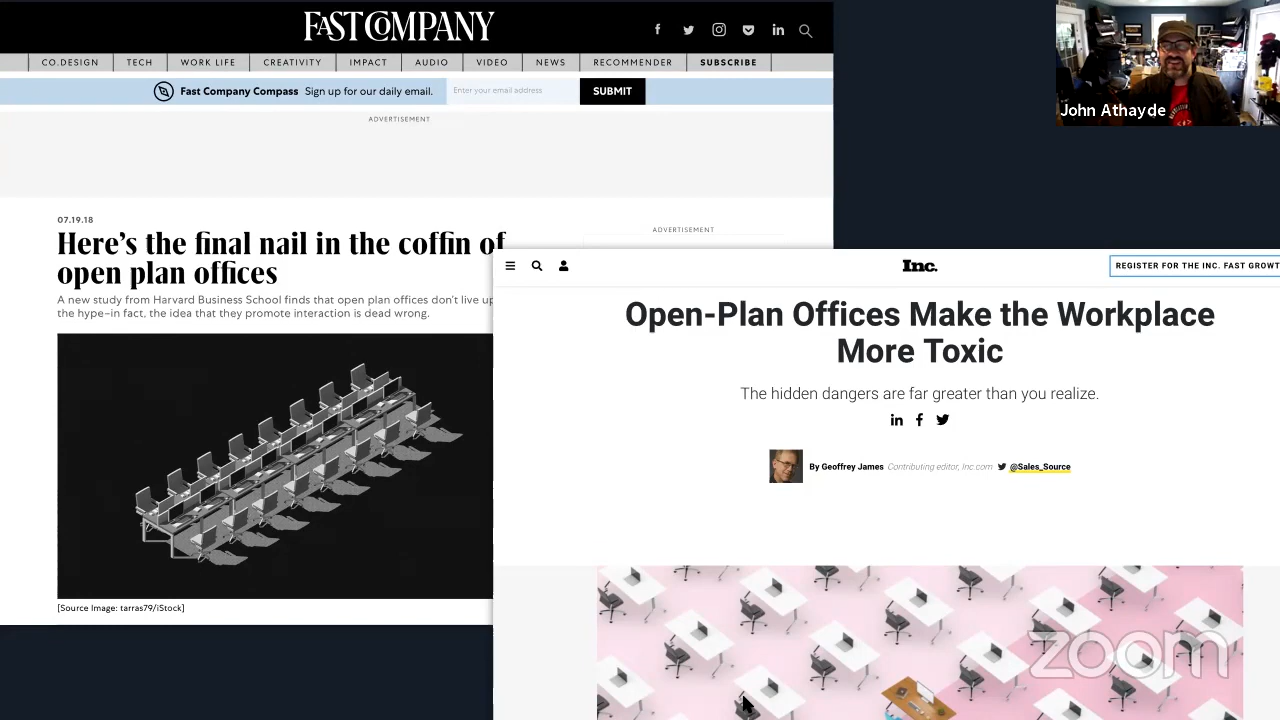 FAST COMPANY
CO.DESIGN TECH WORK LIFE CREATIVITY IMPACT AUDIO VIDEO NEWS RECOMMENDER SUBSCRIBE
Fast Company Compass Sign up for our daily email. Enter your email address SUBMIT
ADVERTISEMENT
07.19.18
Here’s the final nail in the coffin of
open plan offices
A new study from Harvard Business School finds that open plan offices don’t live up
the hype–in fact, the idea that they promote interaction is dead wrong.
[Source Image: tarras79/iStock]
ADVERTISEMENT
John Athayde
Inc.
REGISTER FOR THE INC. FAST GROWT
Open-Plan Offices Make the Workplace
More Toxic
The hidden dangers are far greater than you realize.
By Geoffrey James Contributing editor, Inc.com @Sales_Source
zoom